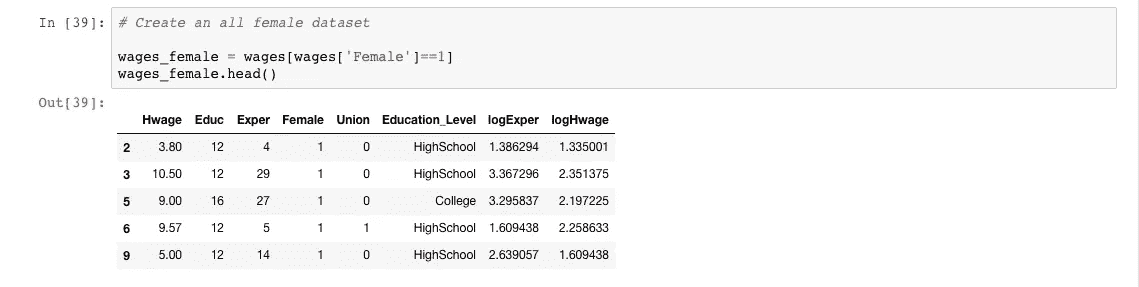 In [39]: # Create an all female dataset
wages_female = wages[wages['Female']==1]
wages_female.head()
Out[39]:
Hwage Educ Exper Female Union Education_Level logExper logHwage
2 3.80 12 4 1 0 HighSchool 1.386294 1.335001
3 10.50 12 29 1 0 HighSchool 3.367296 2.351375
5 9.00 16 27 1 0 College 3.295837 2.197225
6 9.57 12 5 1 1 HighSchool 1.609438 2.258633
9 5.00 12 14 1 0 HighSchool 2.639057 1.609438